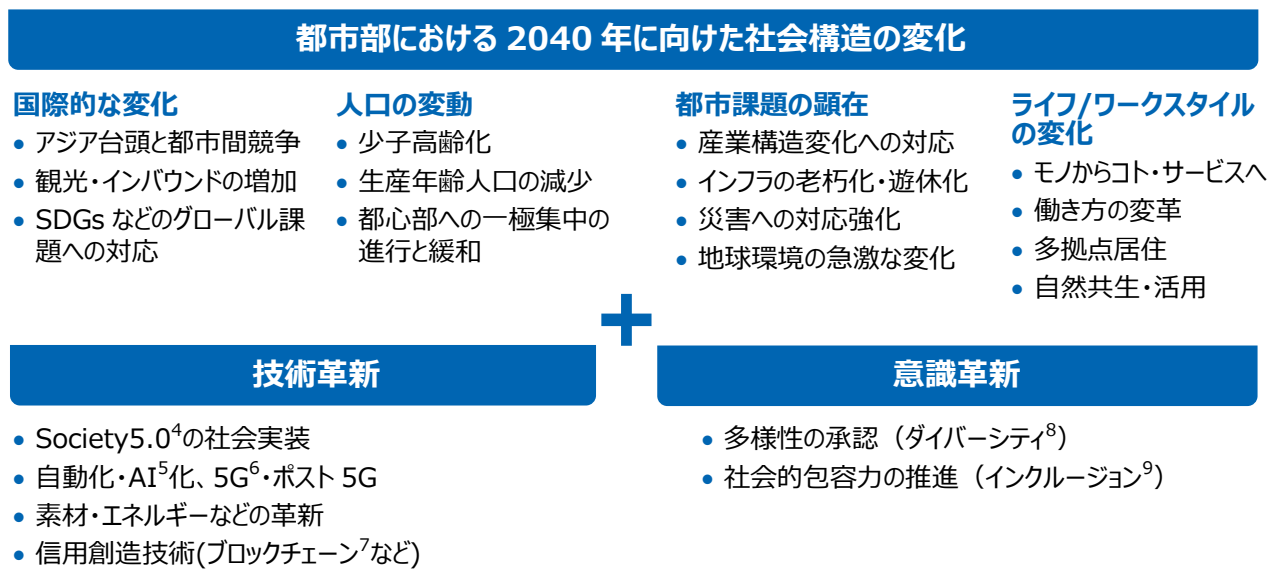 都市部における 2040 年に向けた社会構造の変化
国際的な変化
• アジア台頭と都市間競争
• 観光・インバウンドの増加
• SDGs などのグローバル課
題への対応
人口の変動
• 少子高齢化
• 生産年齢人口の減少
• 都心部への一極集中の
進行と緩和
都市課題の顕在
• 産業構造変化への対応
• インフラの老朽化・遊休化
• 災害への対応強化
• 地球環境の急激な変化
ライフ/ワークスタイル
の変化
• モノからコト・サービスへ
• 働き方の変革
• 多拠点居住
• 自然共生・活用
技術革新
• Society5.0⁴の社会実装
• 自動化・AI⁵化、5G⁶・ポスト 5G
• 素材・エネルギーなどの革新
• 信用創造技術(ブロックチェーン⁷など)
意識革新
• 多様性の承認（ダイバーシティ⁸）
• 社会的包容力の推進（インクルージョン⁹）